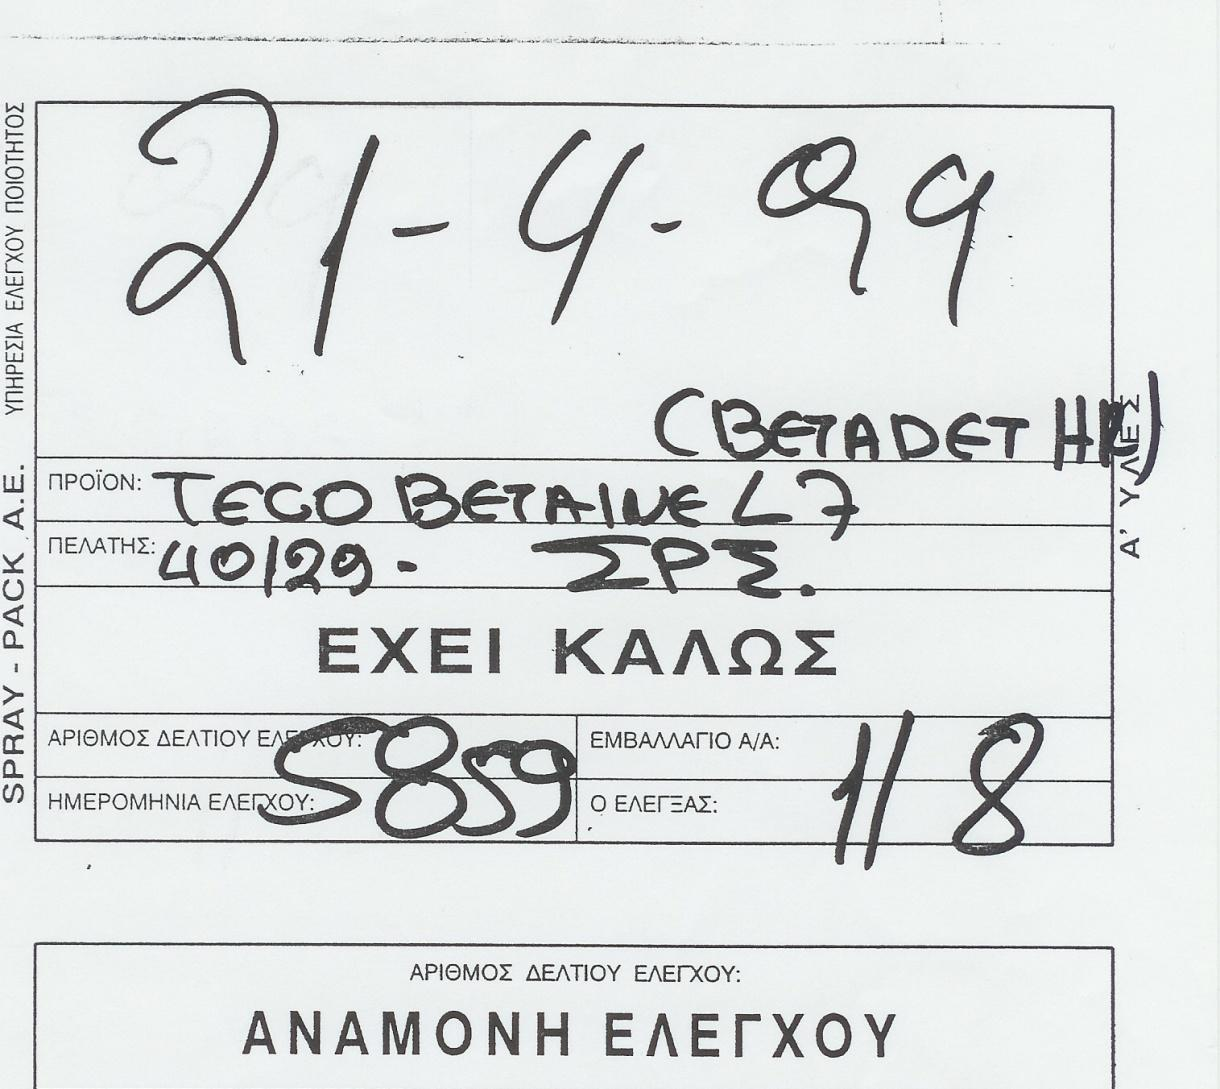 21-4-99
(BETADET HR)
ΠΡΟΪΟΝ: TEGO BETAINE L7
ΠΕΛΑΤΗΣ: 40/29 - ΣΡΣ.
ΕΧΕΙ ΚΑΛΩΣ
ΑΡΙΘΜΟΣ ΔΕΛΤΙΟΥ ΕΛΕΓΧΟΥ: 5859
ΕΜΒΑΛΛΑΓΙΟ Α/Α: 1/8
ΗΜΕΡΟΜΗΝΙΑ ΕΛΕΓΧΟΥ:
Ο ΕΛΕΓΞΑΣ:
SPRAY - PACK A.E. ΥΠΗΡΕΣΙΑ ΕΛΕΓΧΟΥ ΠΟΙΟΤΗΤΟΣ
Α' ΥΛΕΣ
ΑΡΙΘΜΟΣ ΔΕΛΤΙΟΥ ΕΛΕΓΧΟΥ:
ΑΝΑΜΟΝΗ ΕΛΕΓΧΟΥ